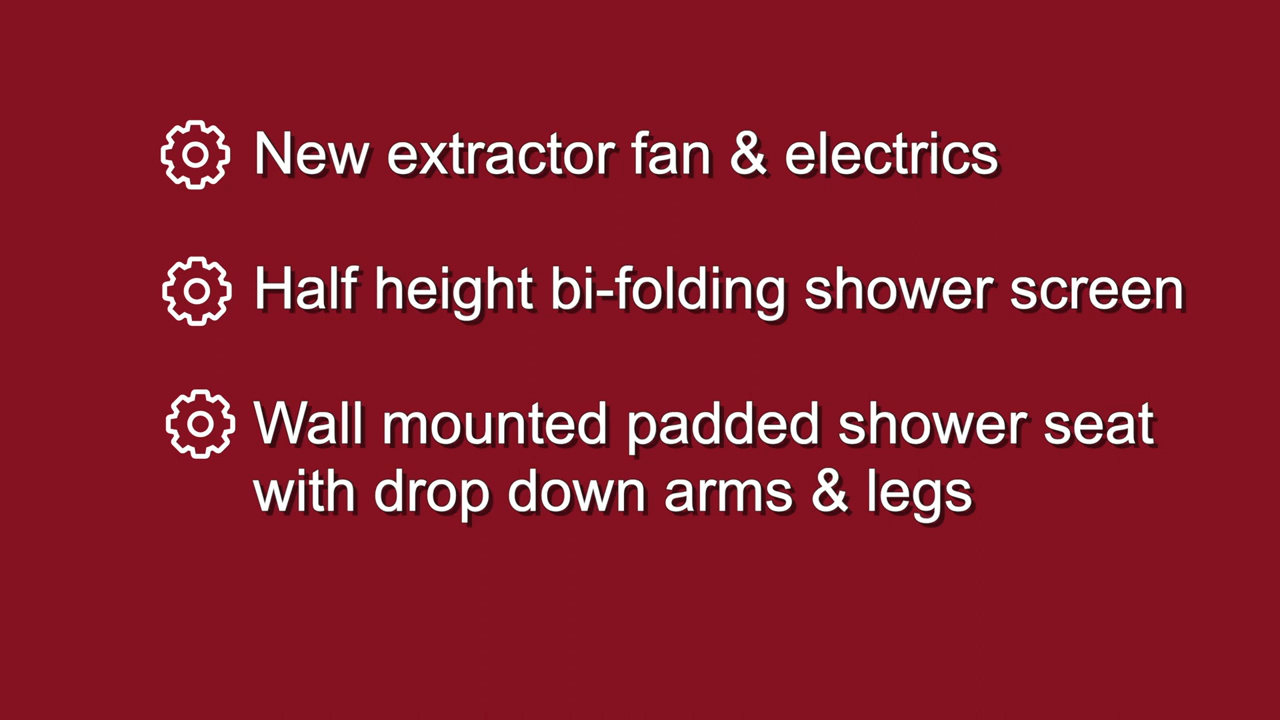 New extractor fan & electrics
Half height bi-folding shower screen
Wall mounted padded shower seat
with drop down arms & legs